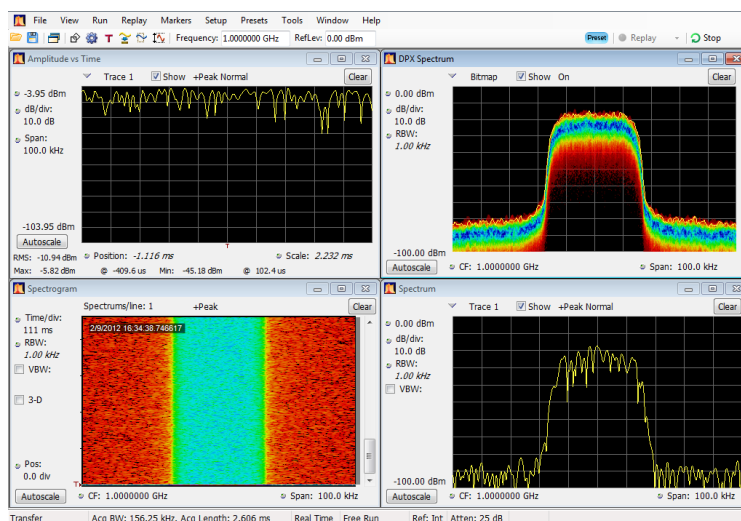 File View Run Replay Markers Setup Presets Tools Window Help
T Frequency: 1.0000000 GHz RefLev: 0.00 dBm Preset Replay Stop
Amplitude vs Time
Trace 1 Show +Peak Normal Clear
-3.95 dBm
dB/div:
10.0 dB
Span:
100.0 kHz
-103.95 dBm
Autoscale
T
RMS: -10.94 dBm Position: -1.116 ms Scale: 2.232 ms
Max: -5.82 dBm @ -409.6 us Min: -45.18 dBm @ 102.4 us
DPX Spectrum
Bitmap Show On Clear
0.00 dBm
dB/div:
10.0 dB
RBW:
1.00 kHz
-100.00 dBm
Autoscale CF: 1.0000000 GHz Span: 100.0 kHz
Spectrogram
Spectrums/line: 1 +Peak Clear
Time/div:
111 ms
RBW:
1.00 kHz
VBW:
3-D
Pos:
0.0 div
2/9/2012 16:34:38.746617
T
Autoscale CF: 1.0000000 GHz Span: 100.0 kHz
Spectrum
Trace 1 Show +Peak Normal Clear
0.00 dBm
dB/div:
10.0 dB
RBW:
1.00 kHz
VBW:
-100.00 dBm
Autoscale CF: 1.0000000 GHz Span: 100.0 kHz
Transfer Acq BW: 156.25 kHz, Acq Length: 2.606 ms Real Time Free Run Ref: Int Atten: 25 dB